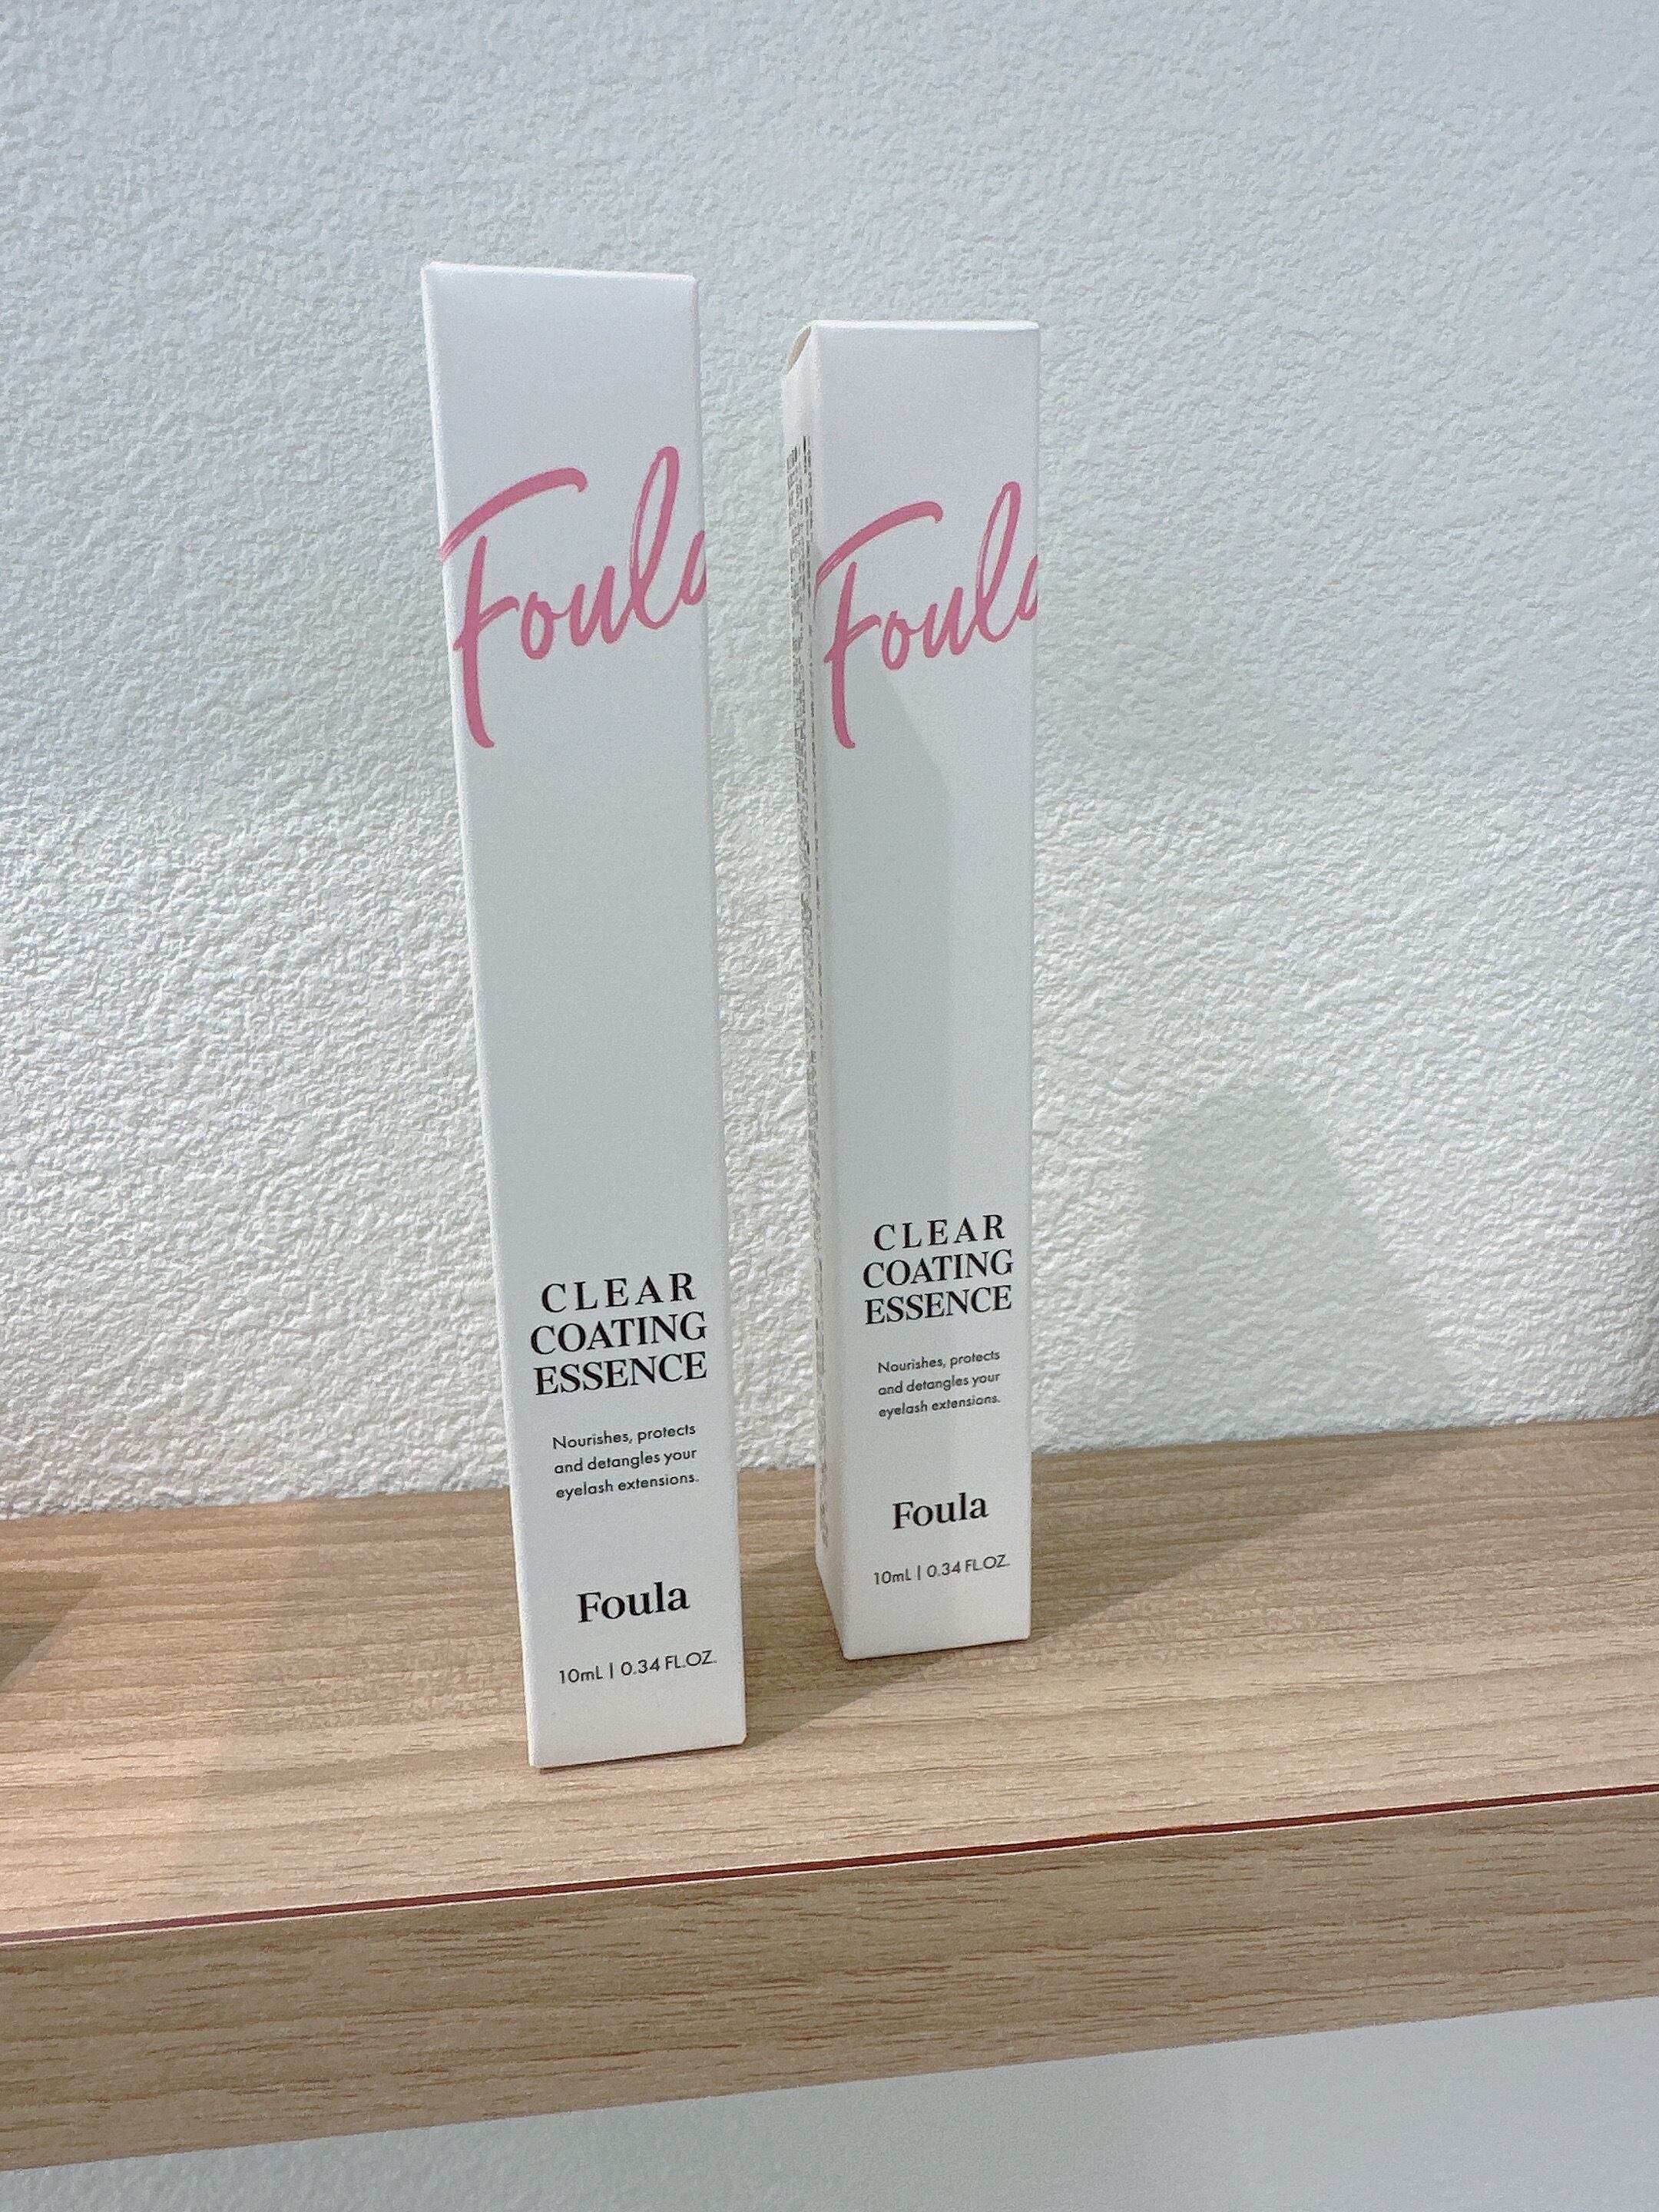 Foula
CLEAR
COATING
ESSENCE
Nourishes, protects
and detangles your
eyelash extensions.
Foula
10mL | 0.34 FL.OZ.
Foula
CLEAR
COATING
ESSENCE
Nourishes, protects
and detangles your
eyelash extensions.
Foula
10mL | 0.34 FL.OZ.